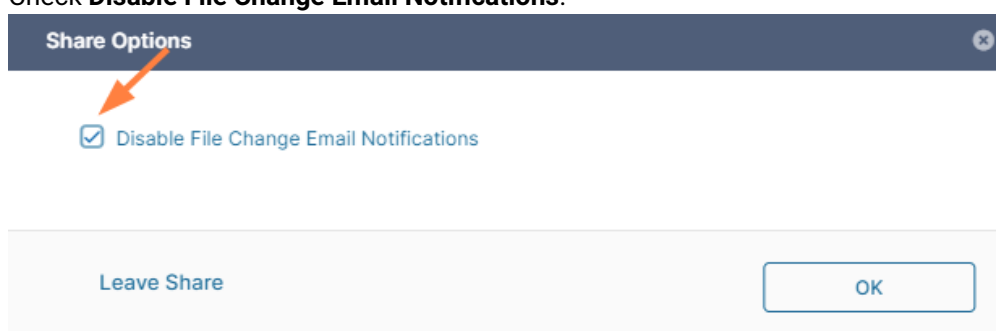 Check Disable File Change Email Notifications.
Share Options
Disable File Change Email Notifications
Leave Share
OK